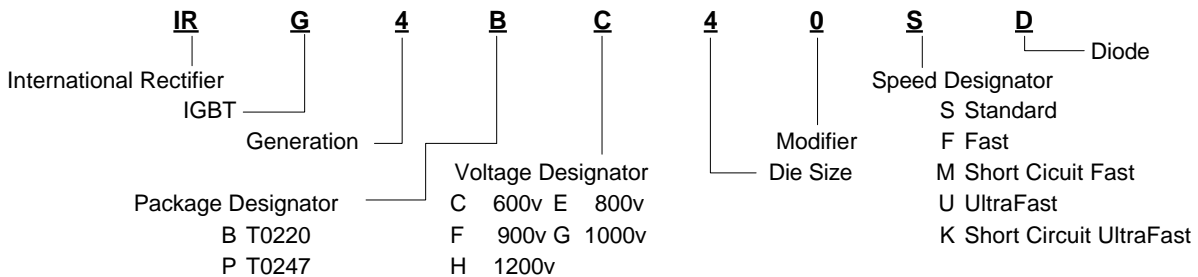 IR G 4 B C 4 0 S D
Diode
International Rectifier Speed Designator
IGBT S Standard
Generation Modifier F Fast
Voltage Designator Die Size M Short Cicuit Fast
Package Designator C 600v E 800v U UltraFast
B T0220 F 900v G 1000v K Short Circuit UltraFast
P T0247 H 1200v